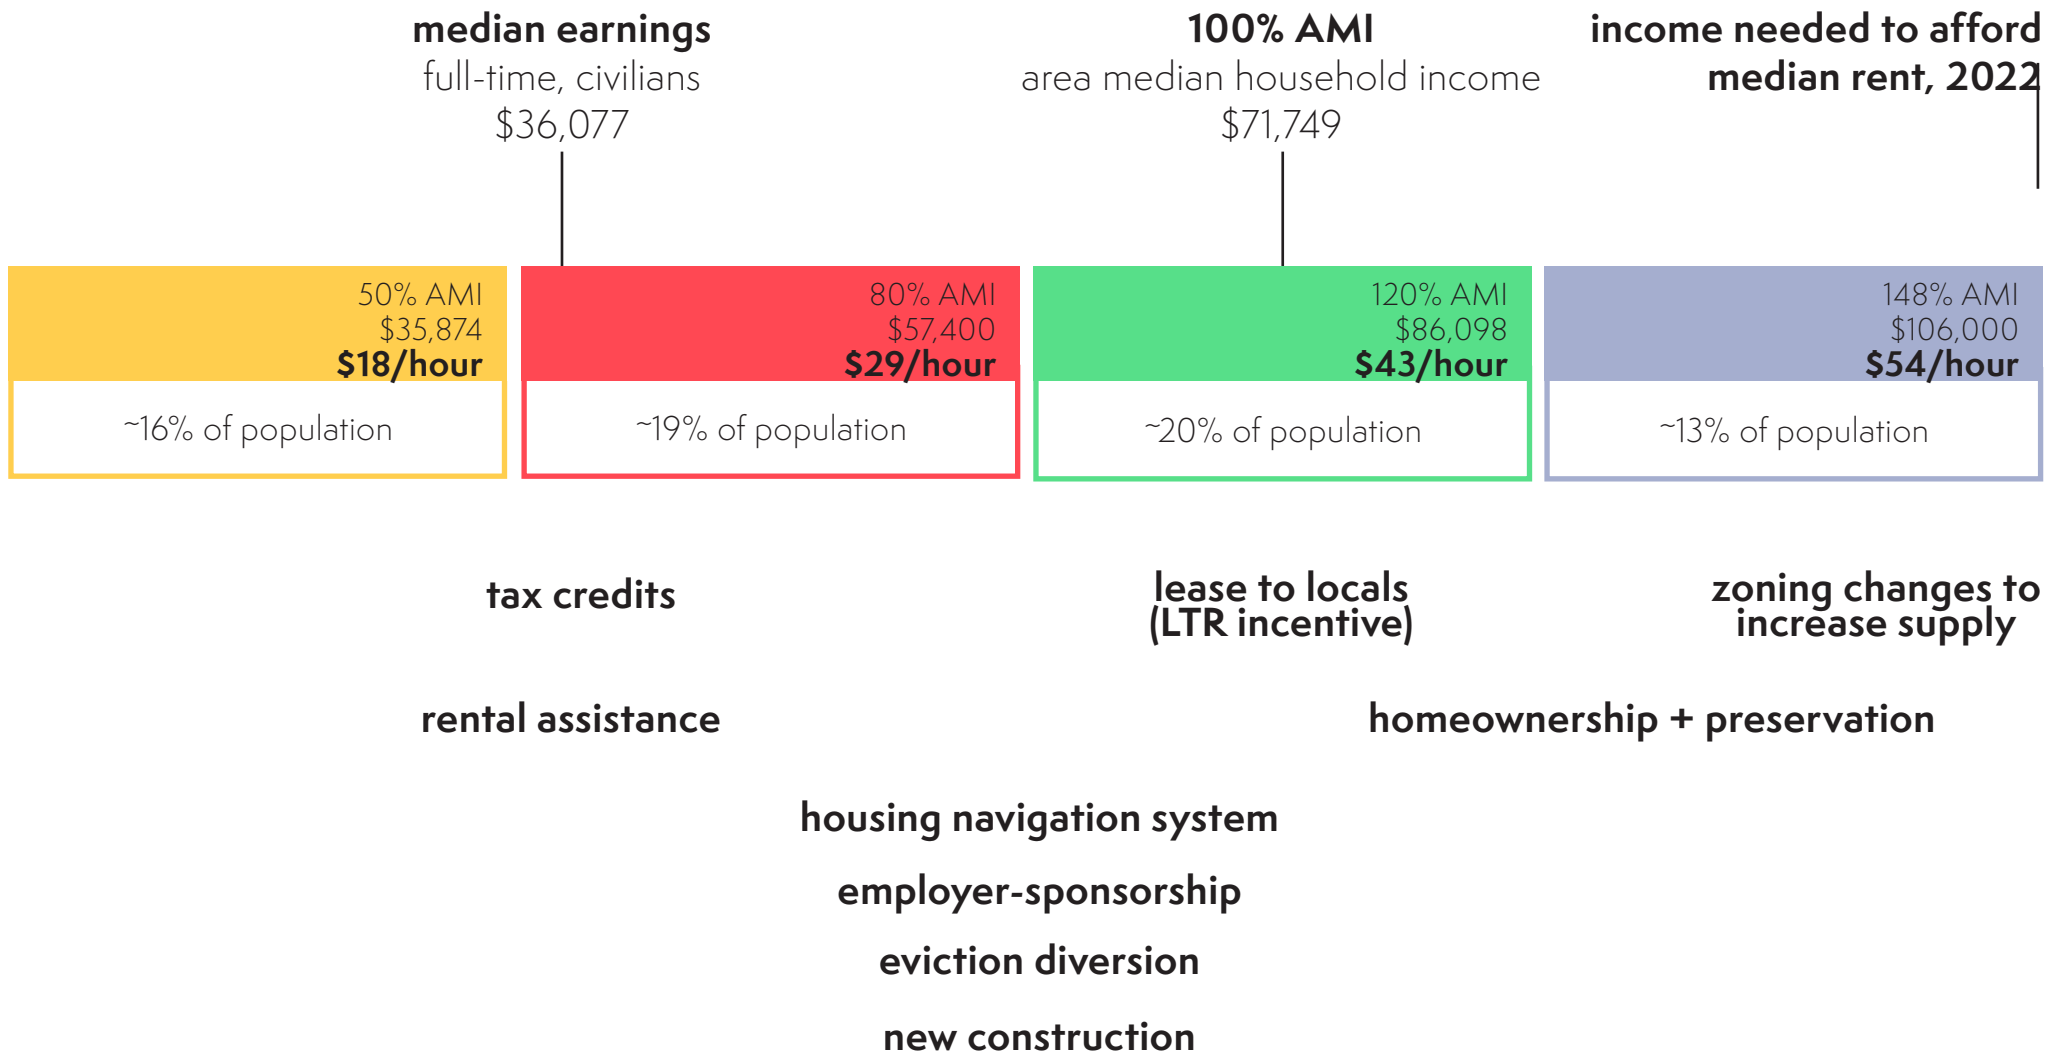 median earnings
full-time, civilians
$36,077
100% AMI
area median household income
$71,749
income needed to afford
median rent, 2022
50% AMI
$35,874
$18/hour
~16% of population
80% AMI
$57,400
$29/hour
~19% of population
120% AMI
$86,098
$43/hour
~20% of population
148% AMI
$106,000
$54/hour
~13% of population
tax credits
lease to locals
(LTR incentive)
zoning changes to
increase supply
rental assistance
homeownership + preservation
housing navigation system
employer-sponsorship
eviction diversion
new construction